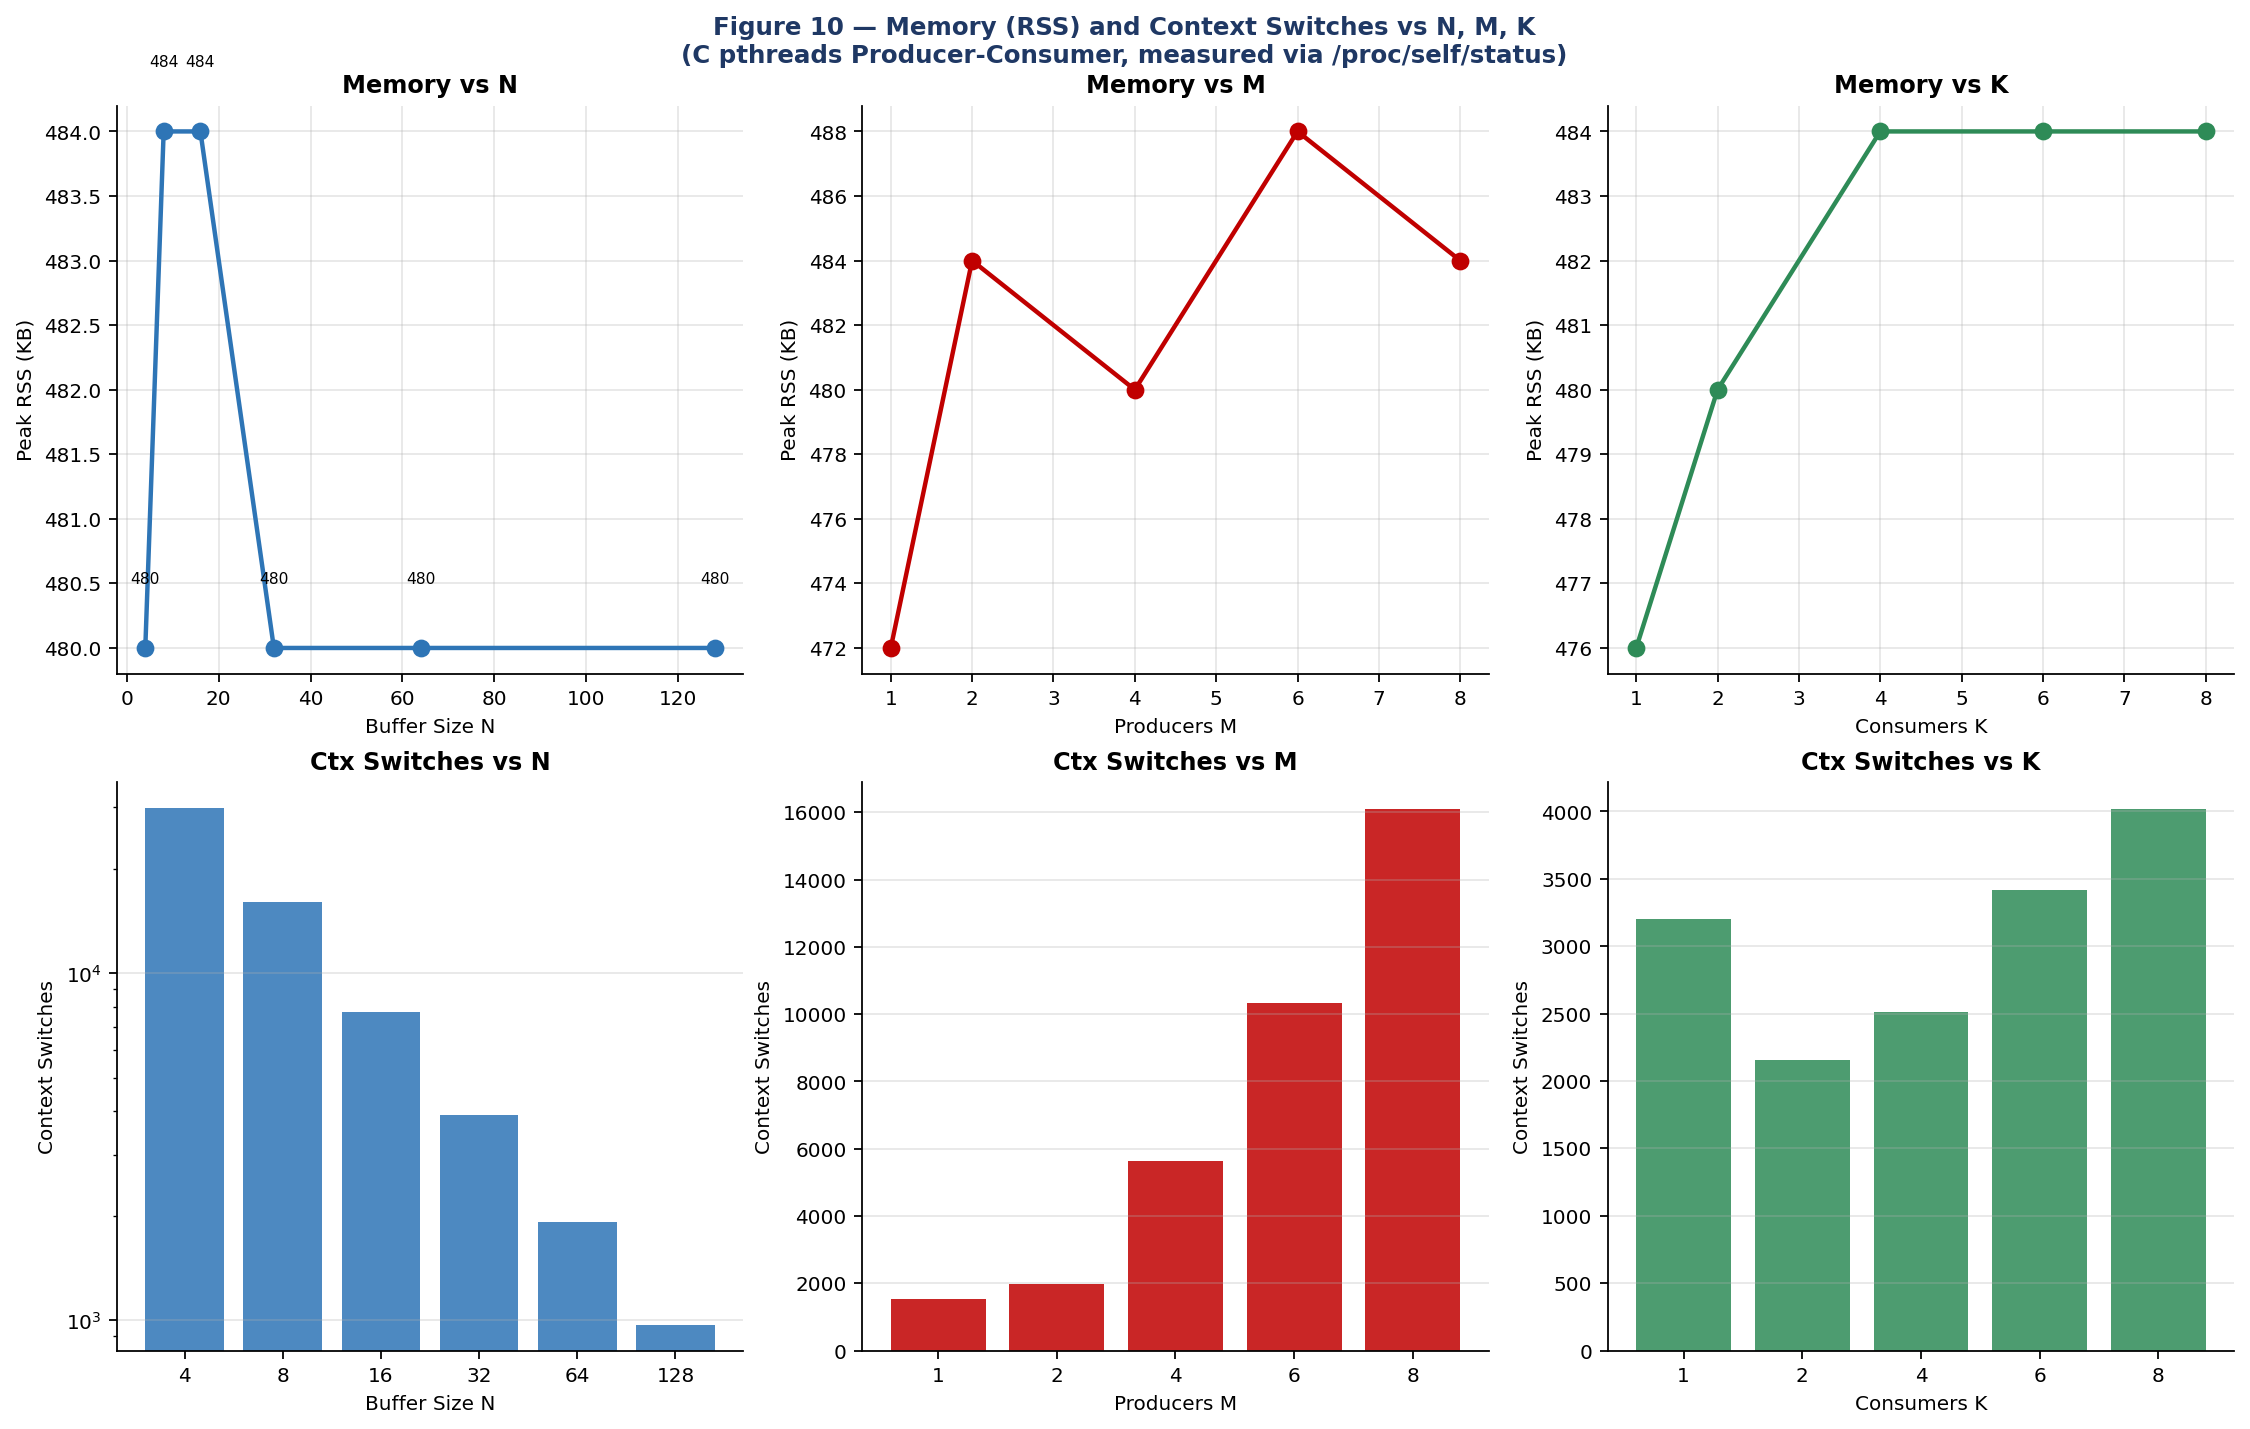 Figure 10 — Memory (RSS) and Context Switches vs N, M, K
(C pthreads Producer-Consumer, measured via /proc/self/status)
484 484
Memory vs N
484.0
483.5
483.0
482.5
482.0
481.5
481.0
480.5
480.0
Peak RSS (KB)
480 480 480 480
0 20 40 60 80 100 120
Buffer Size N
Memory vs M
488
486
484
482
480
478
476
474
472
Peak RSS (KB)
1 2 3 4 5 6 7 8
Producers M
Memory vs K
484
483
482
481
480
479
478
477
476
Peak RSS (KB)
1 2 3 4 5 6 7 8
Consumers K
Ctx Switches vs N
10⁴
10³
Context Switches
4 8 16 32 64 128
Buffer Size N
Ctx Switches vs M
16000
14000
12000
10000
8000
6000
4000
2000
0
Context Switches
1 2 4 6 8
Producers M
Ctx Switches vs K
4000
3500
3000
2500
2000
1500
1000
500
0
Context Switches
1 2 4 6 8
Consumers K